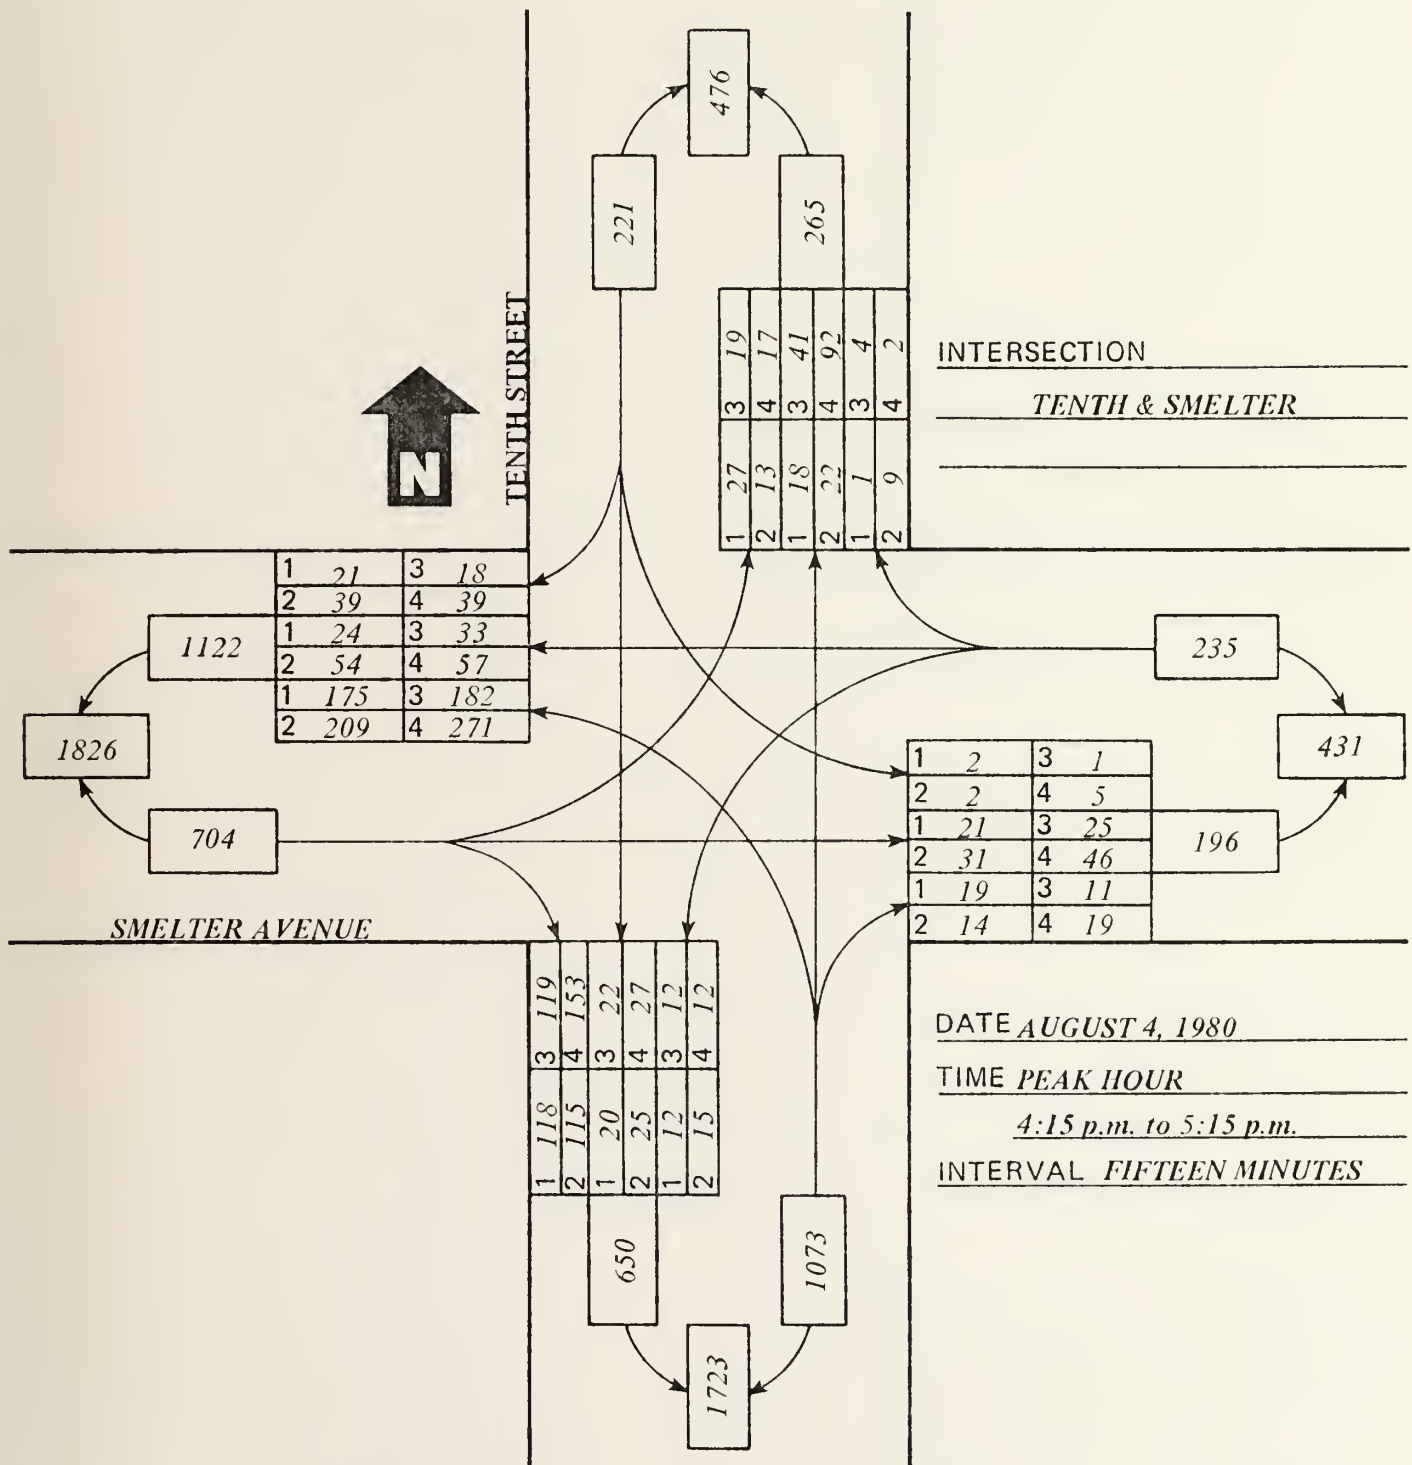 476
221
265
TENTH STREET
N
3 19
4 17
3 41
4 92
3 4
4 2
1 27
2 13
1 18
2 22
1 1
2 9
INTERSECTION
TENTH & SMELTER
1 21 3 18
2 39 4 39
1 24 3 33
2 54 4 57
1 175 3 182
2 209 4 271
1122
1826
704
235
431
196
1 2 3 1
2 2 4 5
1 21 3 25
2 31 4 46
1 19 3 11
2 14 4 19
SMELTER AVENUE
3 119
4 153
3 22
4 27
3 12
4 12
1 118
2 115
1 20
2 25
1 12
2 15
650
1073
1723
DATE AUGUST 4, 1980
TIME PEAK HOUR
4:15 p.m. to 5:15 p.m.
INTERVAL FIFTEEN MINUTES